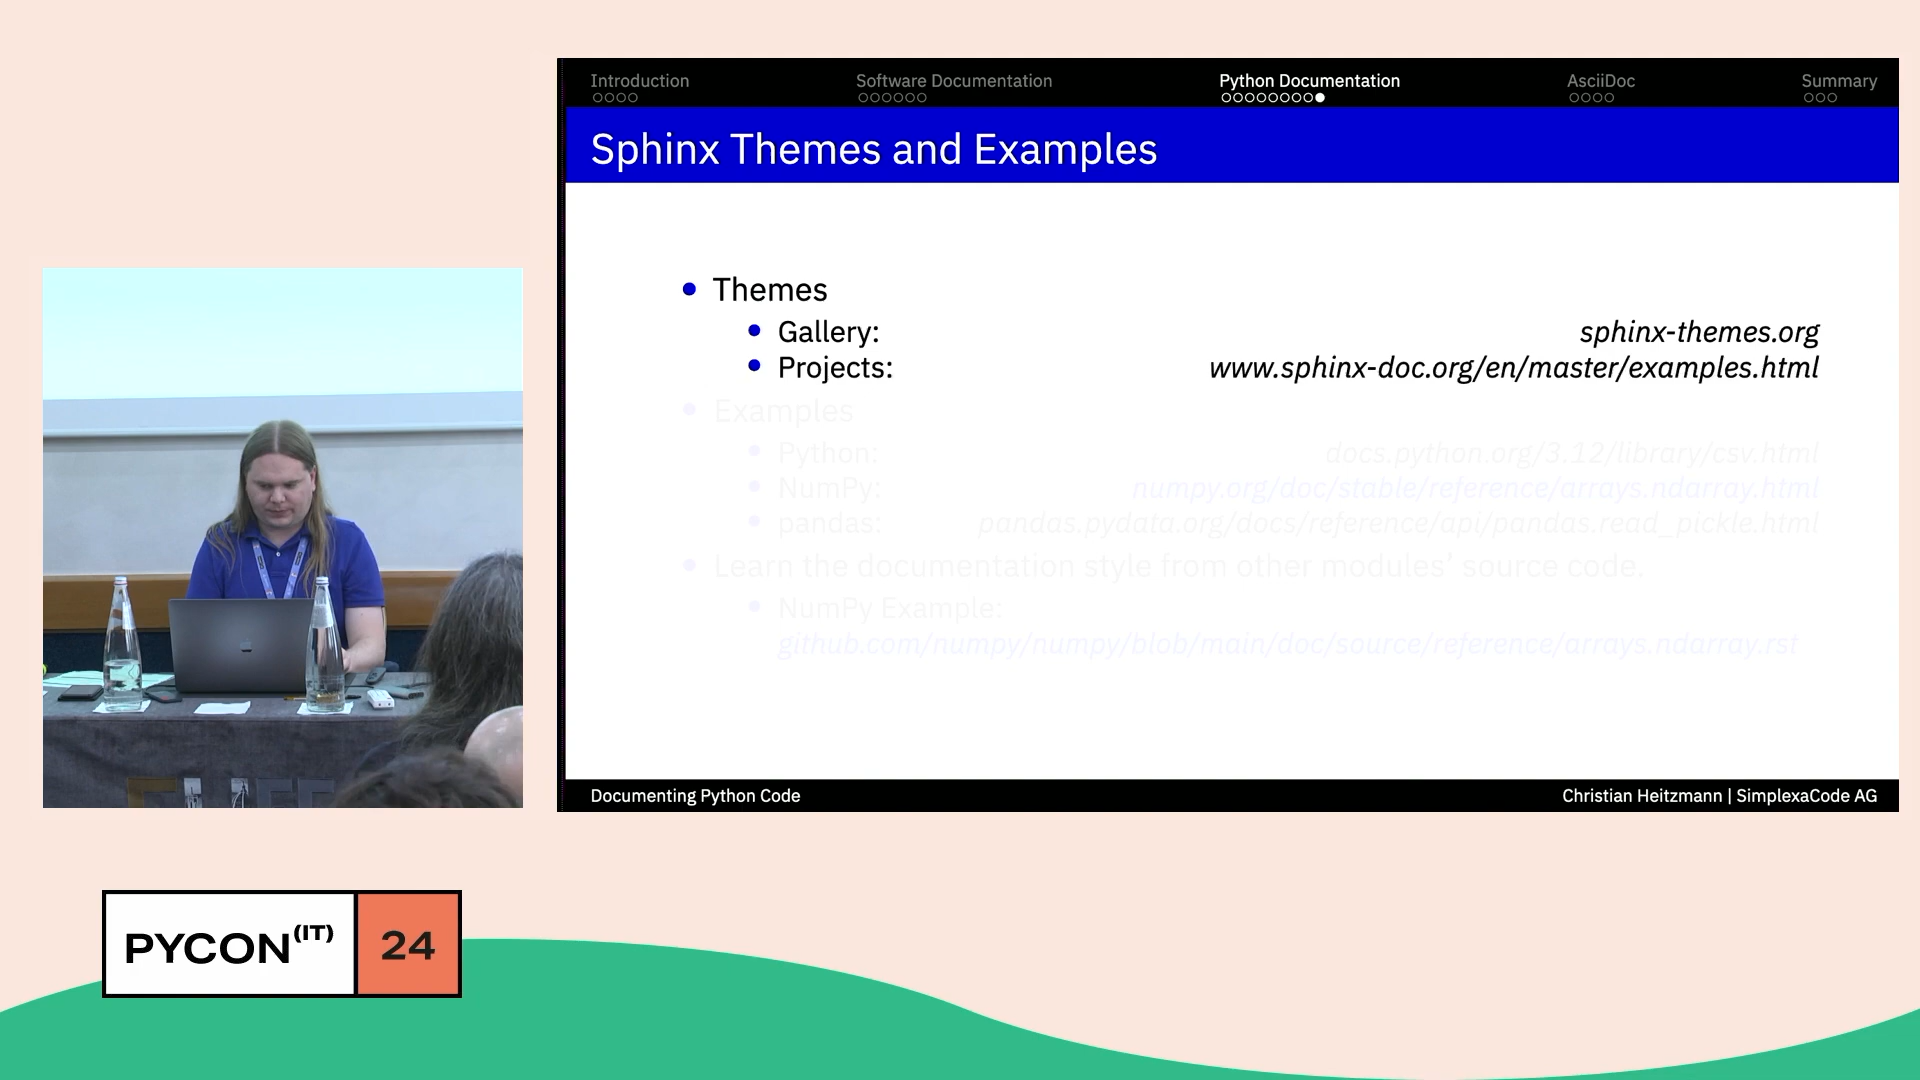 Introduction
Software Documentation
Python Documentation
AsciiDoc
Summary
Sphinx Themes and Examples
Themes
Gallery: sphinx-themes.org
Projects: www.sphinx-doc.org/en/master/examples.html
Examples
Python: docs.python.org/3.12/library/csv.html
NumPy: numpy.org/doc/stable/reference/arrays.ndarray.html
pandas: pandas.pydata.org/docs/reference/api/pandas.read_pickle.html
Learn the documentation style from other modules' source code.
NumPy Example:
github.com/numpy/numpy/blob/main/doc/source/reference/arrays.ndarray.rst
Documenting Python Code
Christian Heitzmann | SimplexaCode AG
PYCON(IT) 24